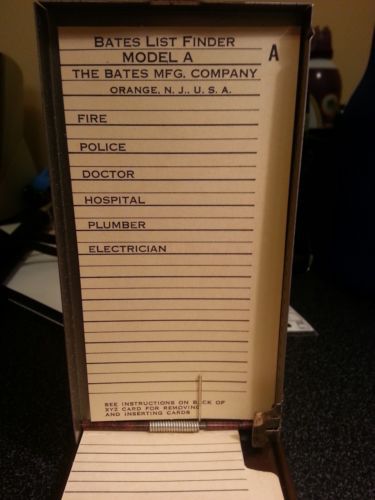 BATES LIST FINDER
MODEL A
THE BATES MFG. COMPANY
ORANGE, N. J., U. S. A.
A
FIRE
POLICE
DOCTOR
HOSPITAL
PLUMBER
ELECTRICIAN
SEE INSTRUCTIONS ON BACK OF
XYZ CARD FOR REMOVING
AND INSERTING CARDS